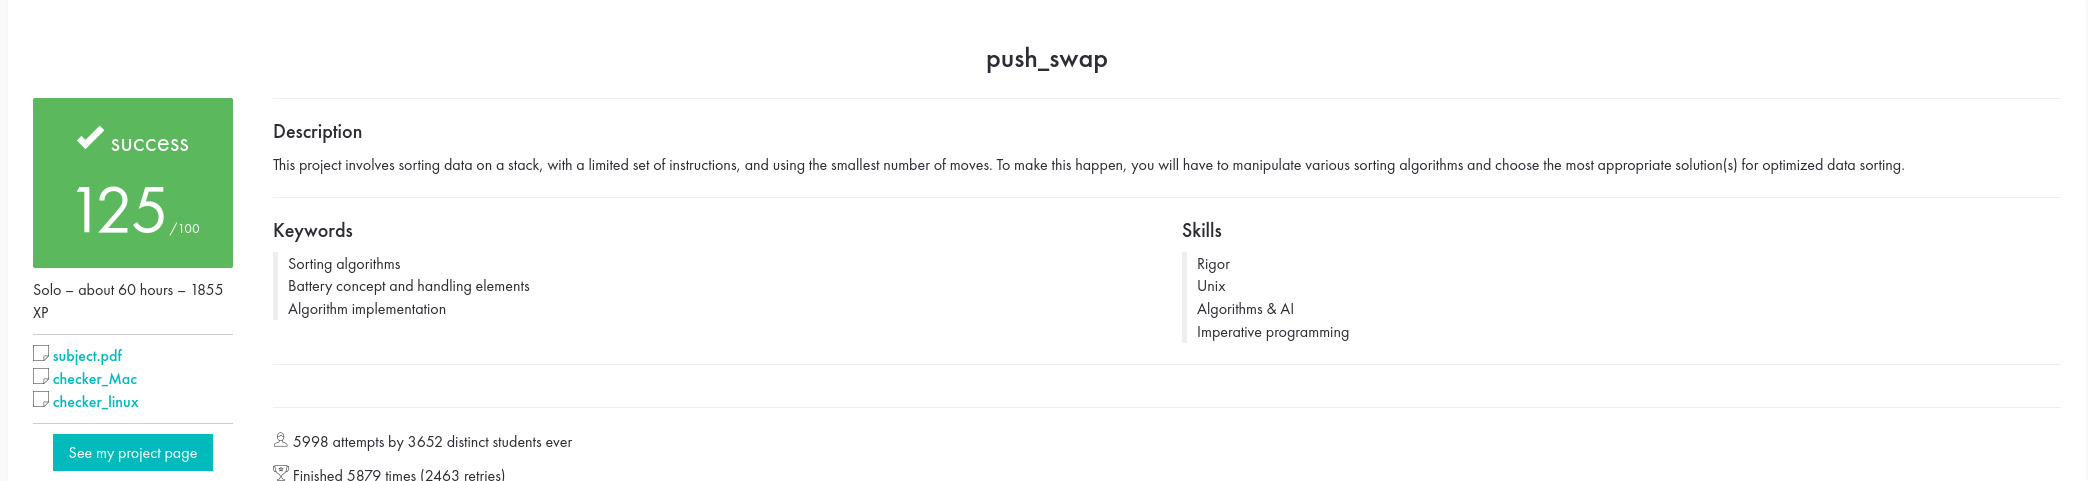 push_swap
success
125 /100
Solo – about 60 hours – 1855
XP
subject.pdf
checker_Mac
checker_linux
See my project page
Description
This project involves sorting data on a stack, with a limited set of instructions, and using the smallest number of moves. To make this happen, you will have to manipulate various sorting algorithms and choose the most appropriate solution(s) for optimized data sorting.
Keywords
Sorting algorithms
Battery concept and handling elements
Algorithm implementation
Skills
Rigor
Unix
Algorithms & AI
Imperative programming
5998 attempts by 3652 distinct students ever
Finished 5879 times (2463 retries)